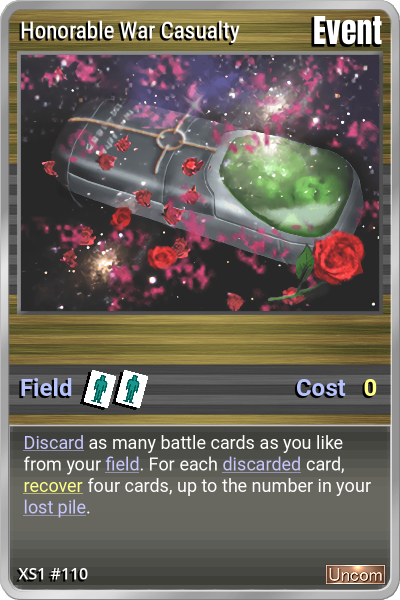 Honorable War Casualty
Event
Field
Cost 0
Discard as many battle cards as you like
from your field. For each discarded card,
recover four cards, up to the number in your
lost pile.
XS1 #110
Uncom